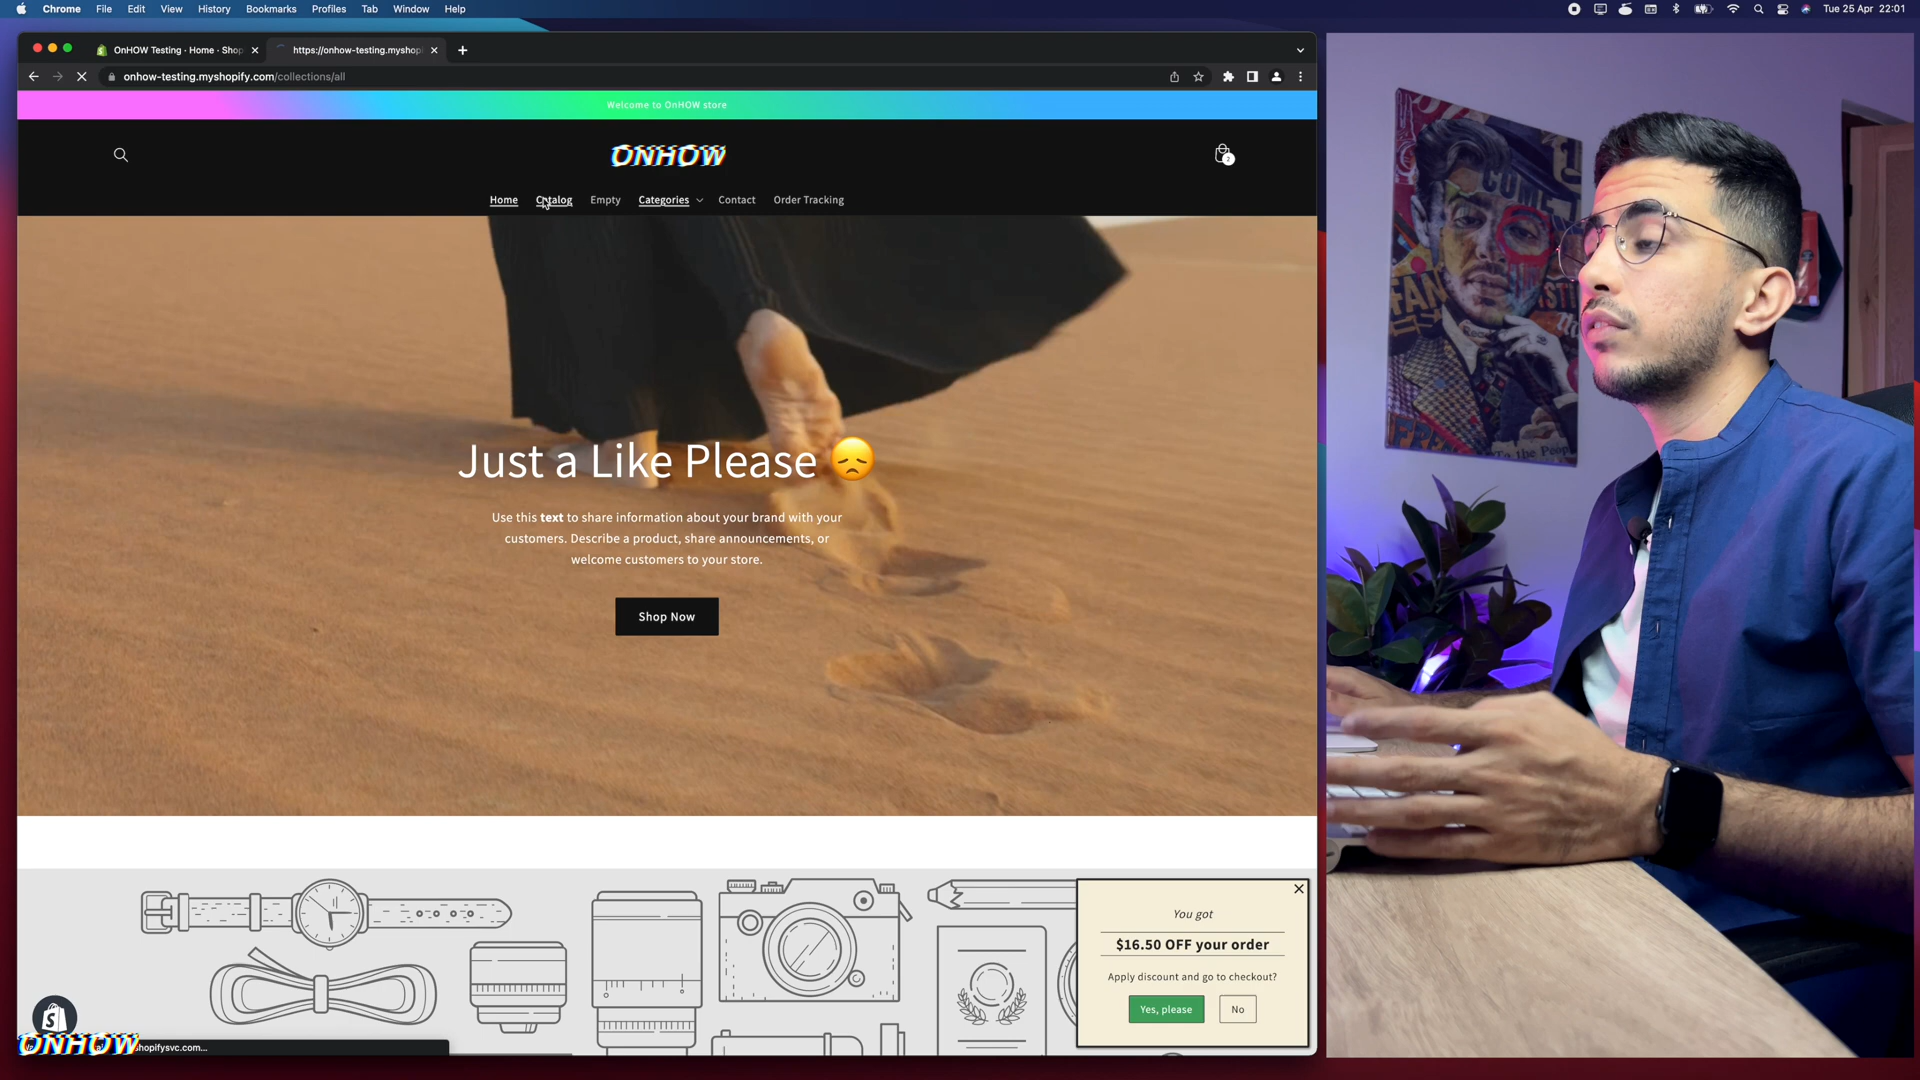 Chrome File Edit View History Bookmarks Profiles Tab Window Help Tue 25 Apr 22:01
OnHOW Testing · Home · Shop https://onhow-testing.myshopi
onhow-testing.myshopify.com/collections/all
Welcome to OnHOW store
ONHOW
2
Home Catalog Empty Categories Contact Order Tracking
Just a Like Please 😞
Use this text to share information about your brand with your
customers. Describe a product, share announcements, or
welcome customers to your store.
Shop Now
You got
$16.50 OFF your order
Apply discount and go to checkout?
Yes, please No
ONHOW
shopifysvc.com...